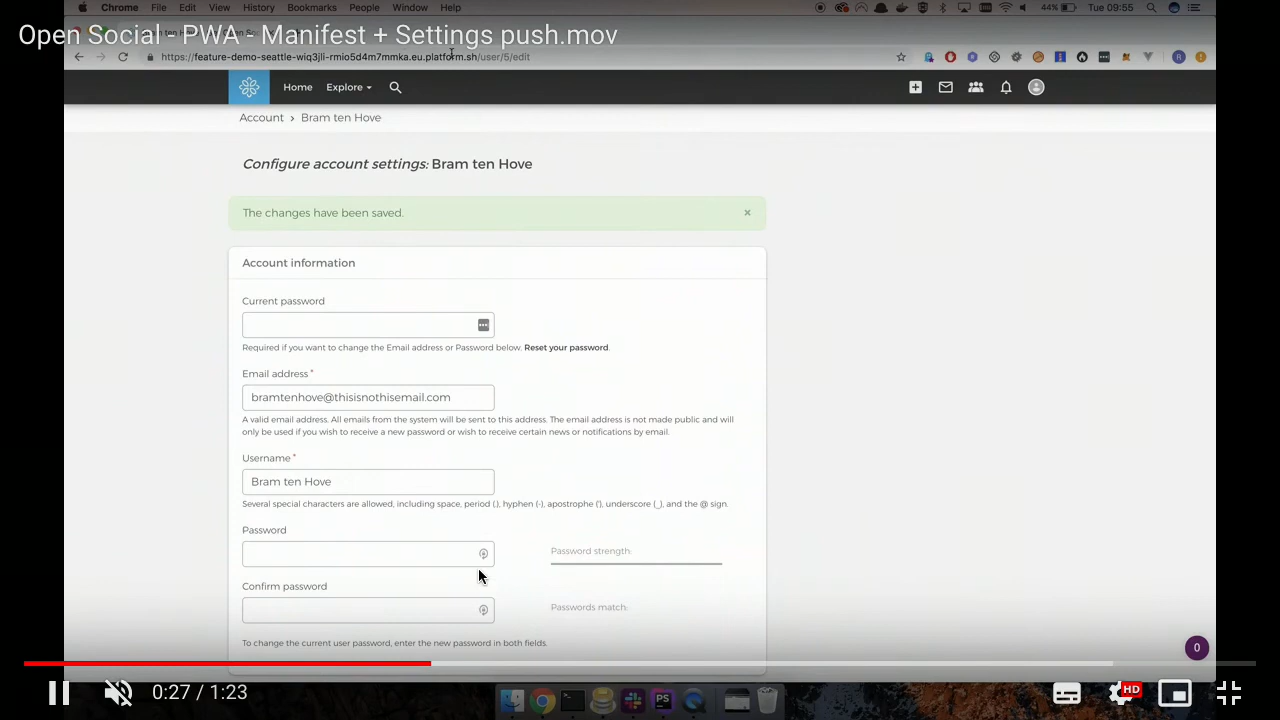 Chrome File Edit View History Bookmarks People Window Help 44% Tue 09:55
Open Social - PWA - Manifest + Settings push.mov
https://feature-demo-seattle-wiq3jli-rmio5d4m7mmka.eu.platform.sh/user/5/edit
Home Explore
Account › Bram ten Hove
Configure account settings: Bram ten Hove
The changes have been saved. ×
Account information
Current password
Required if you want to change the Email address or Password below. Reset your password.
Email address *
bramtenhove@thisisnothisemail.com
A valid email address. All emails from the system will be sent to this address. The email address is not made public and will
only be used if you wish to receive a new password or wish to receive certain news or notifications by email.
Username *
Bram ten Hove
Several special characters are allowed, including space, period (.), hyphen (-), apostrophe ('), underscore (_), and the @ sign.
Password
Password strength:
Confirm password
Passwords match:
To change the current user password, enter the new password in both fields.
0
0:27 / 1:23
HD
PS